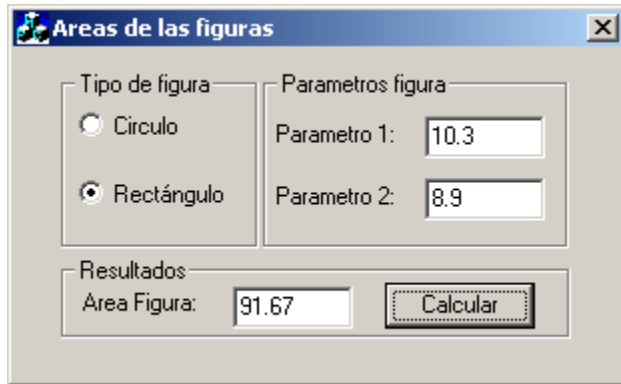 Areas de las figuras
Tipo de figura
Circulo
Rectángulo
Parametros figura
Parametro 1: 10.3
Parametro 2: 8.9
Resultados
Area Figura: 91.67 Calcular